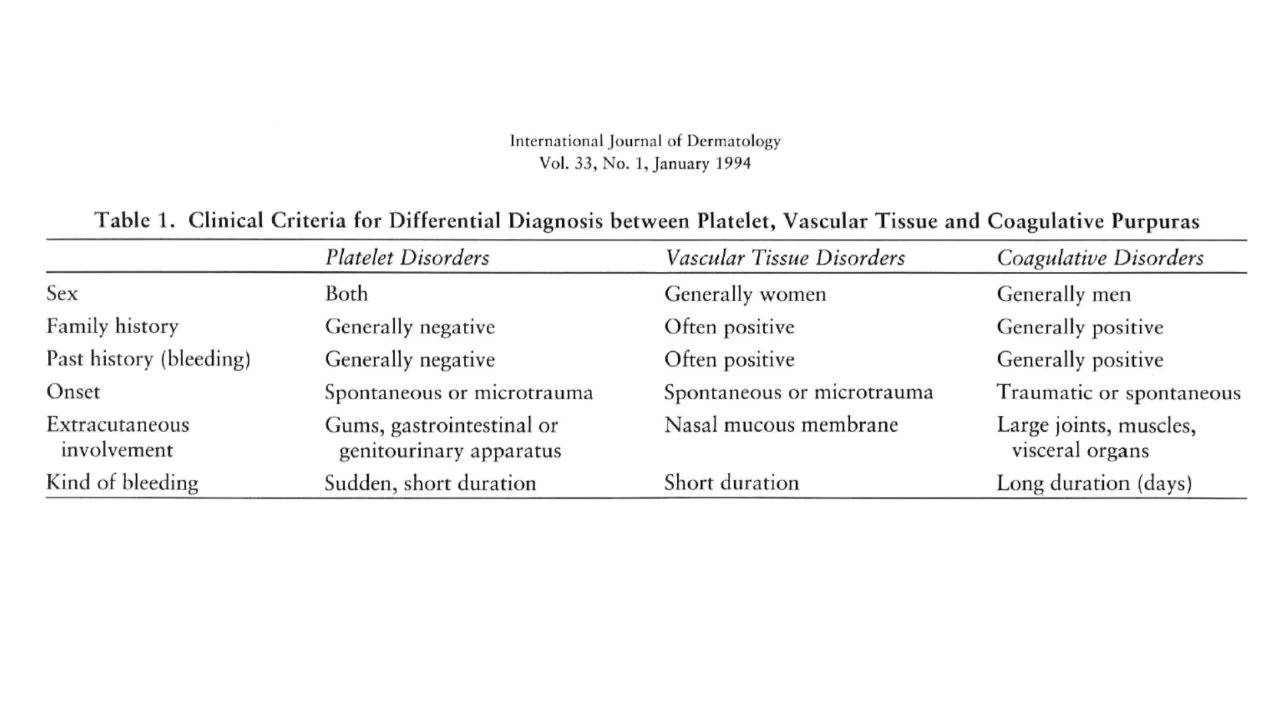 International Journal of Dermatology
Vol. 33, No. 1, January 1994
Table 1. Clinical Criteria for Differential Diagnosis between Platelet, Vascular Tissue and Coagulative Purpuras
Platelet Disorders Vascular Tissue Disorders Coagulative Disorders
Sex Both Generally women Generally men
Family history Generally negative Often positive Generally positive
Past history (bleeding) Generally negative Often positive Generally positive
Onset Spontaneous or microtrauma Spontaneous or microtrauma Traumatic or spontaneous
Extracutaneous Gums, gastrointestinal or Nasal mucous membrane Large joints, muscles,
involvement genitourinary apparatus visceral organs
Kind of bleeding Sudden, short duration Short duration Long duration (days)